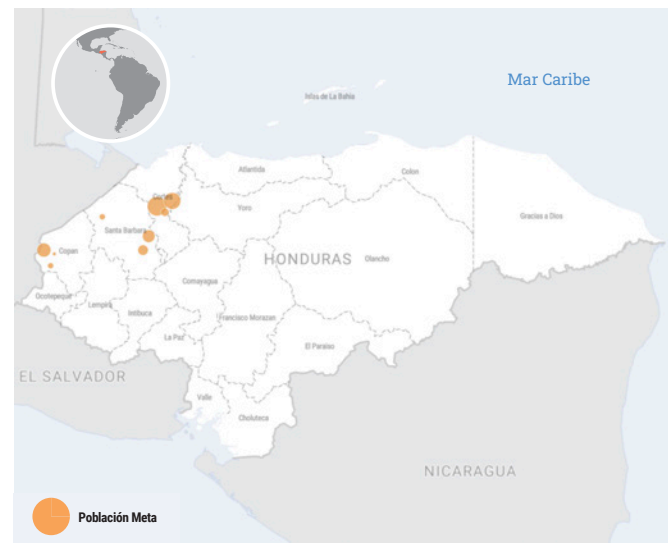 Mar Caribe
Islas de La Bahía
Atlantida
Colon
Cortes
Yoro
Gracias a Dios
Santa Barbara
Copan
HONDURAS
Olancho
Comayagua
Ocotepeque
Lempira
Intibuca
Francisco Morazan
La Paz
El Paraiso
EL SALVADOR
Valle
Choluteca
NICARAGUA
Población Meta